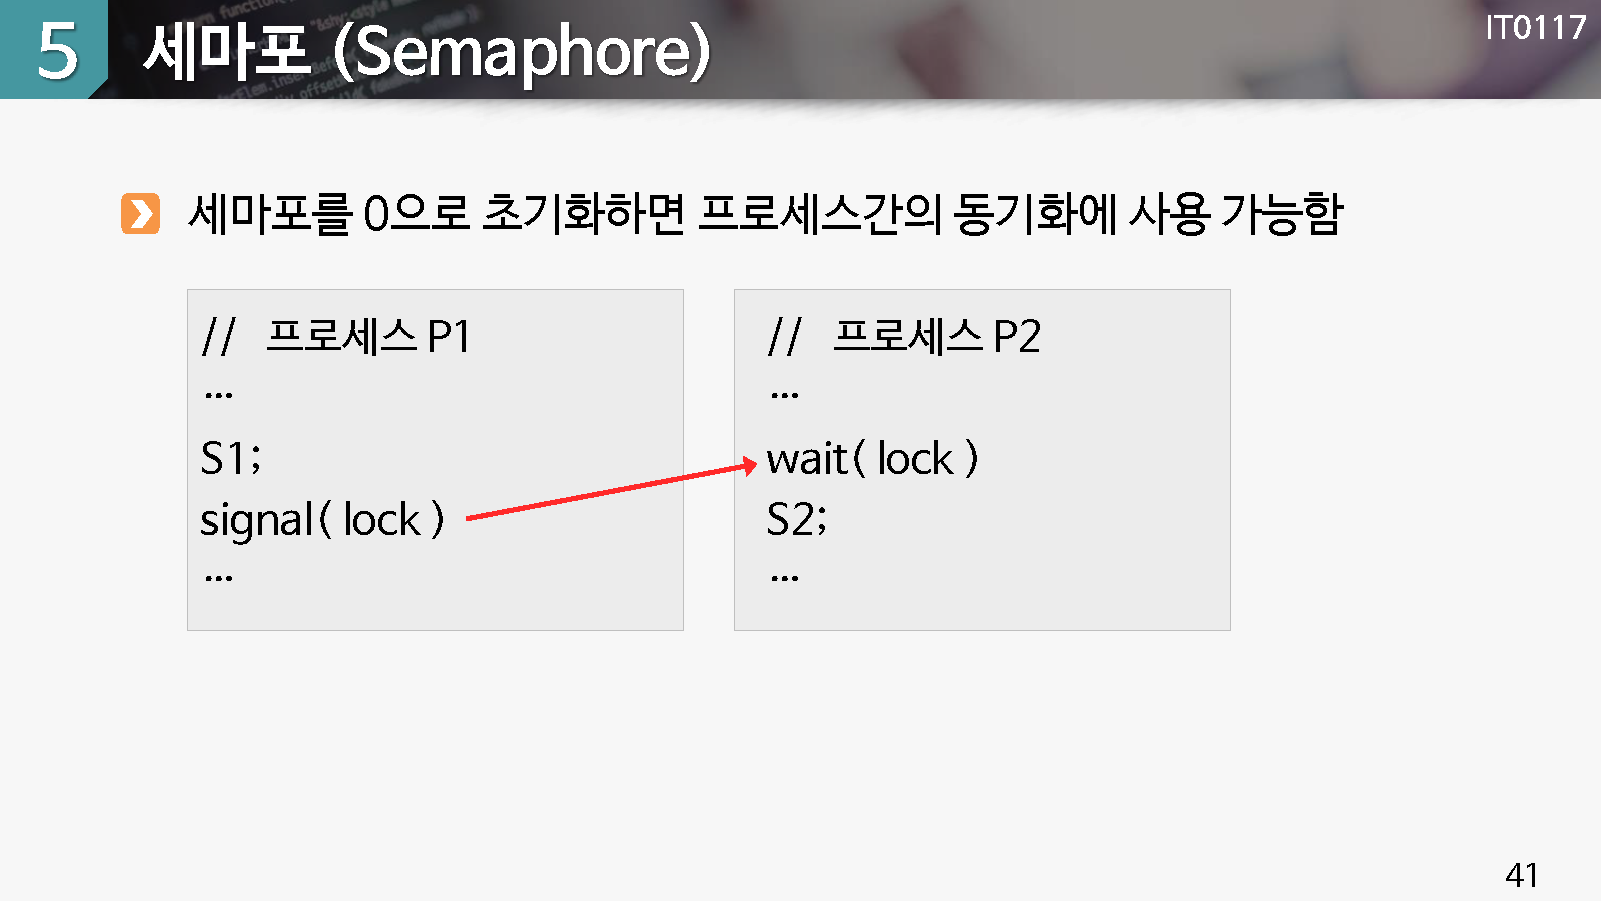 5 세마포 (Semaphore)
IT0117
세마포를 0으로 초기화하면 프로세스간의 동기화에 사용 가능함
// 프로세스 P1
...
S1;
signal( lock )
...
// 프로세스 P2
...
wait( lock )
S2;
...
41